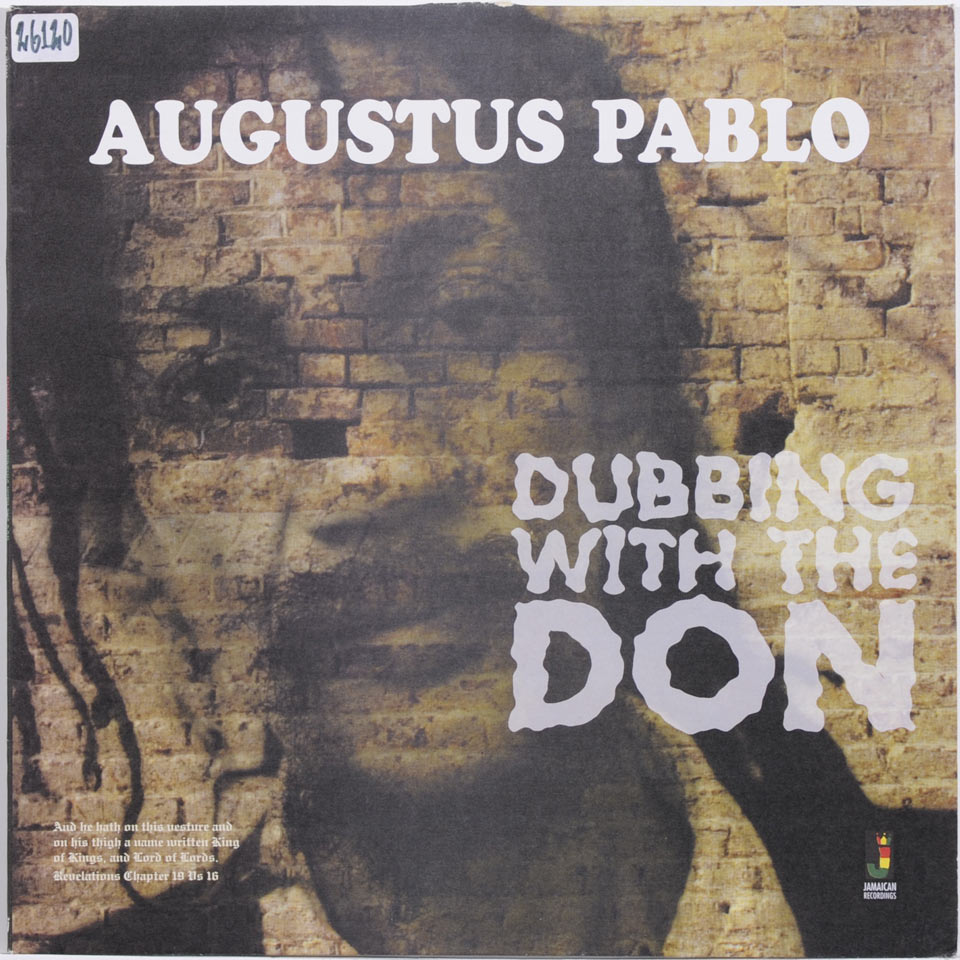 26120
AUGUSTUS PABLO
DUBBING
WITH THE
DON
And he hath on this vesture and
on his thigh a name written King
of Kings, and Lord of Lords.
Revelations Chapter 19 Vs 16
J
JAMAICAN
RECORDINGS